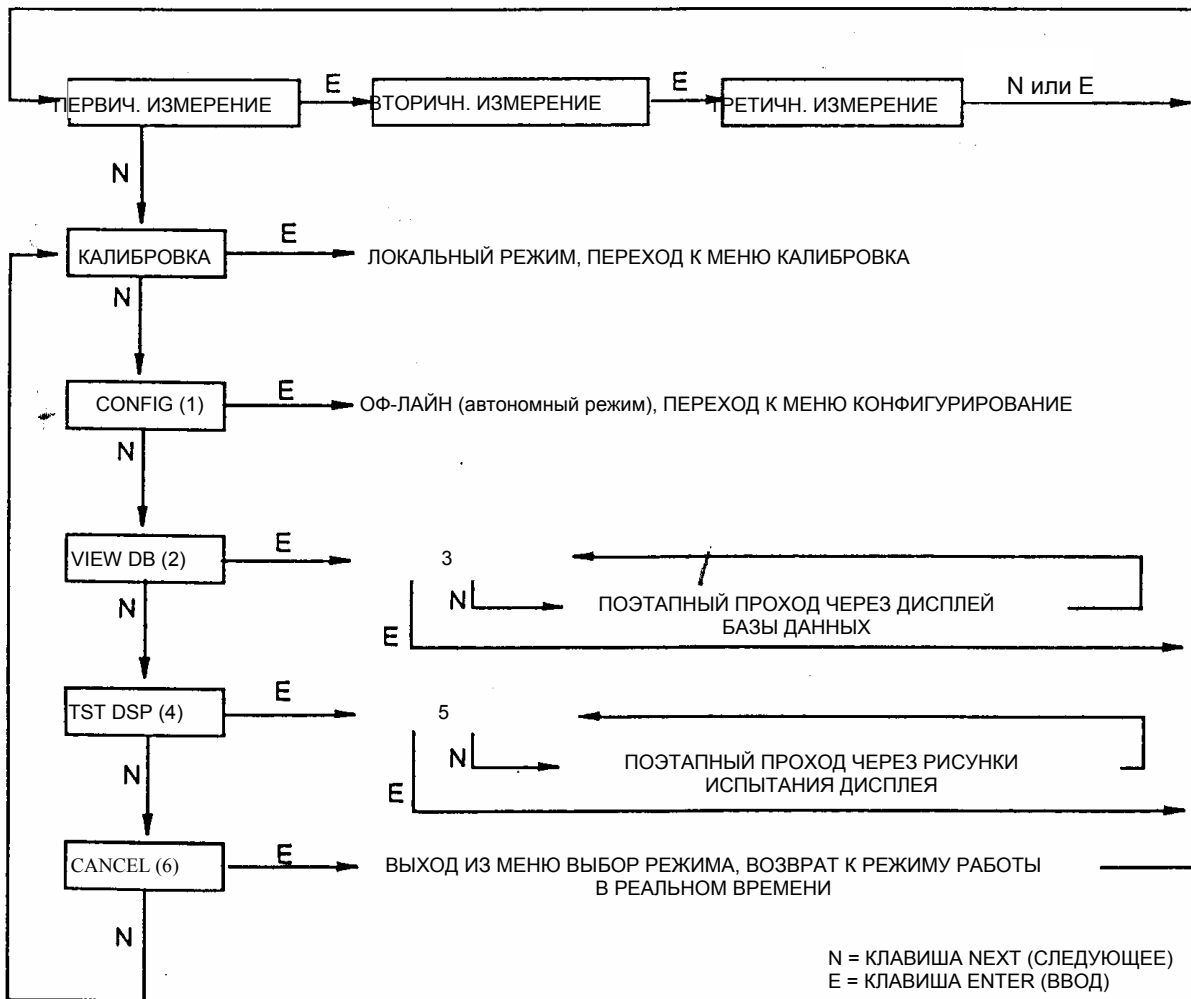 E
E
N или E
ПЕРВИЧ. ИЗМЕРЕНИЕ
ВТОРИЧН. ИЗМЕРЕНИЕ
ТРЕТИЧН. ИЗМЕРЕНИЕ
N
КАЛИБРОВКА
E
ЛОКАЛЬНЫЙ РЕЖИМ, ПЕРЕХОД К МЕНЮ КАЛИБРОВКА
N
CONFIG (1)
E
ОФ-ЛАЙН (автономный режим), ПЕРЕХОД К МЕНЮ КОНФИГУРИРОВАНИЕ
N
VIEW DB (2)
E
3
N
ПОЭТАПНЫЙ ПРОХОД ЧЕРЕЗ ДИСПЛЕЙ
БАЗЫ ДАННЫХ
E
N
TST DSP (4)
E
5
N
ПОЭТАПНЫЙ ПРОХОД ЧЕРЕЗ РИСУНКИ
ИСПЫТАНИЯ ДИСПЛЕЯ
E
N
CANCEL (6)
E
ВЫХОД ИЗ МЕНЮ ВЫБОР РЕЖИМА, ВОЗВРАТ К РЕЖИМУ РАБОТЫ
В РЕАЛЬНОМ ВРЕМЕНИ
N
N = КЛАВИША NEXT (СЛЕДУЮЩЕЕ)
E = КЛАВИША ENTER (ВВОД)